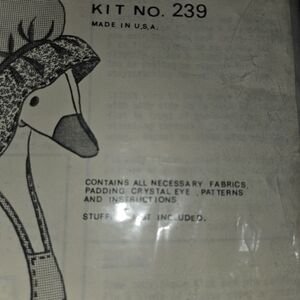 KIT NO. 239
MADE IN U.S.A.
CONTAINS ALL NECESSARY FABRICS,
PADDING CRYSTAL EYE, PATTERNS
AND INSTRUCTIONS
STUFF INCLUDED.